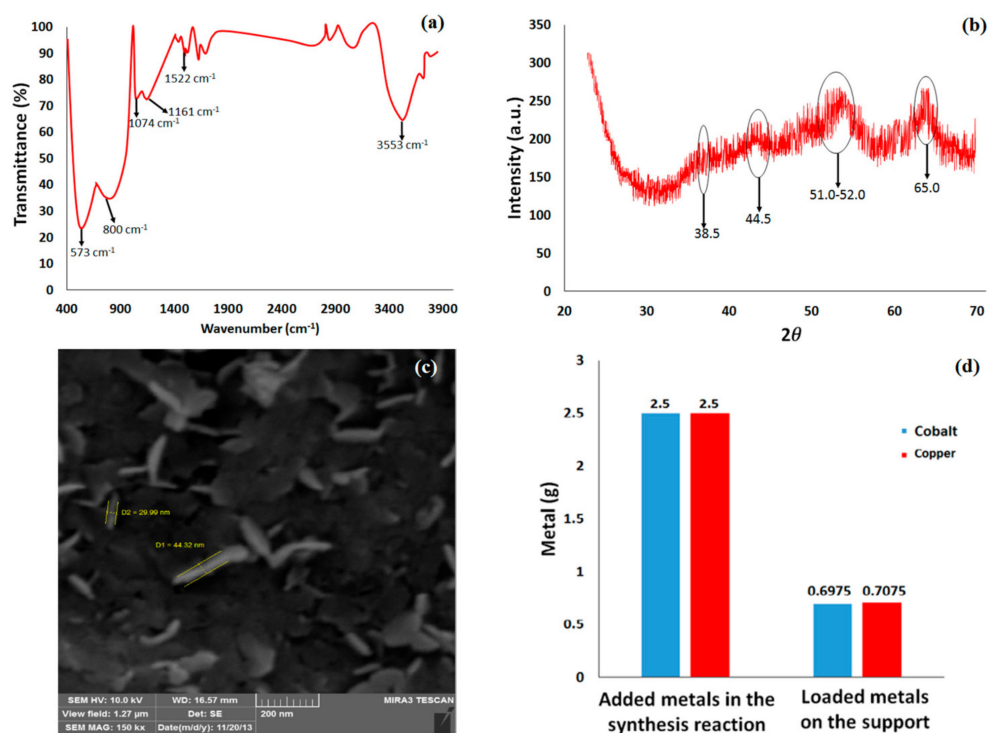 (a)
Transmittance (%)
100
90
80
70
60
50
40
30
20
10
0
1522 cm-1
1161 cm-1
1074 cm-1
3553 cm-1
800 cm-1
573 cm-1
400 900 1400 1900 2400 2900 3400 3900
Wavenumber (cm-1)
(b)
Intensity (a.u.)
350
300
250
200
150
100
50
0
51.0-52.0
65.0
44.5
38.5
20 30 40 50 60 70
2θ
(c)
D2 = 29.99 nm
D1 = 44.32 nm
SEM HV: 10.0 kV WD: 16.57 mm MIRA3 TESCAN
View field: 1.27 µm Det: SE 200 nm
SEM MAG: 150 kx Date(m/d/y): 11/20/13
(d)
Metal (g)
3
2.5
2
1.5
1
0.5
0
2.5 2.5
Cobalt
Copper
0.6975 0.7075
Added metals in the
synthesis reaction
Loaded metals
on the support